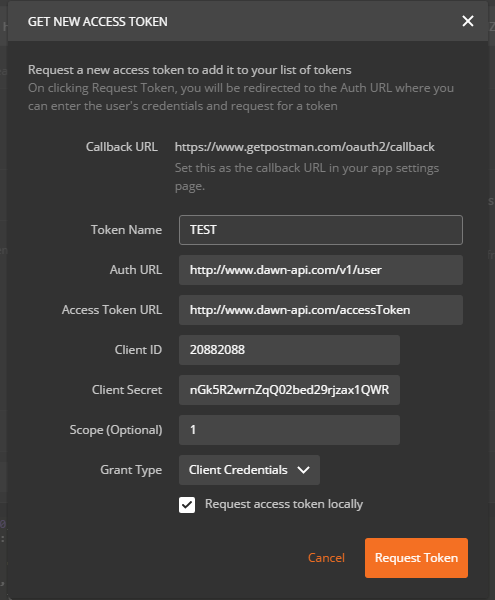 GET NEW ACCESS TOKEN
Request a new access token to add it to your list of tokens
On clicking Request Token, you will be redirected to the Auth URL where you
can enter the user's credentials and request for a token
Callback URL https://www.getpostman.com/oauth2/callback
Set this as the callback URL in your app settings
page.
Token Name TEST
Auth URL http://www.dawn-api.com/v1/user
Access Token URL http://www.dawn-api.com/accessToken
Client ID 20882088
Client Secret nGk5R2wrnZqQ02bed29rjzax1QWR
Scope (Optional) 1
Grant Type Client Credentials
Request access token locally
Cancel Request Token